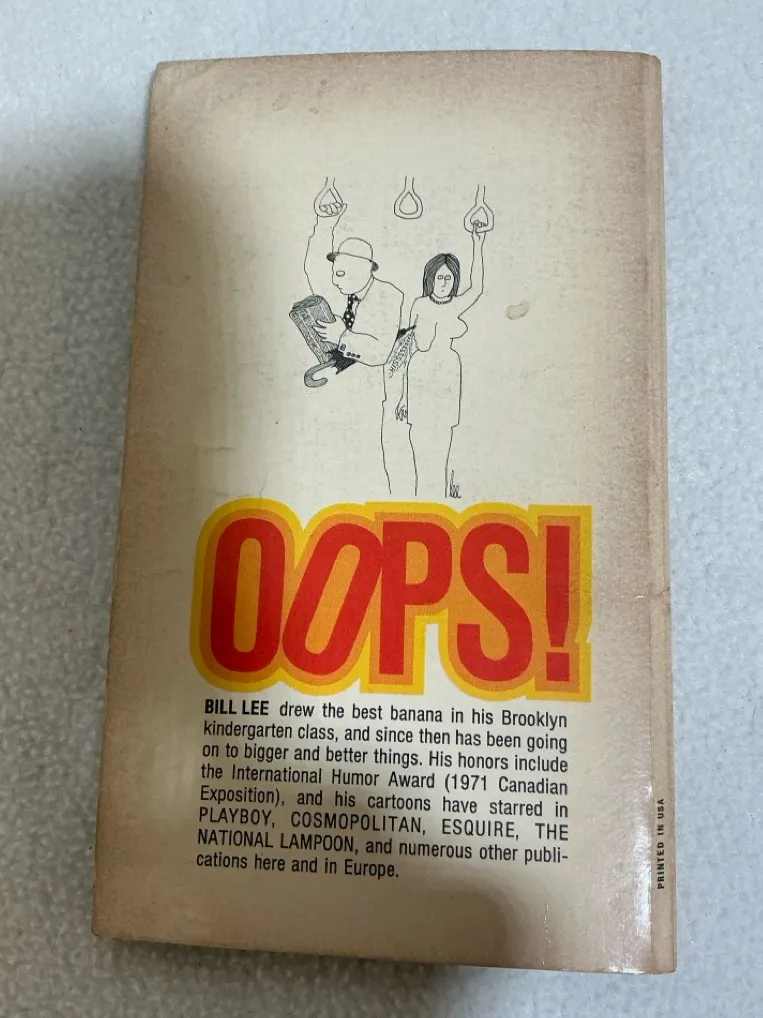 lee
OOPS!
BILL LEE drew the best banana in his Brooklyn
kindergarten class, and since then has been going
on to bigger and better things. His honors include
the International Humor Award (1971 Canadian
Exposition), and his cartoons have starred in
PLAYBOY, COSMOPOLITAN, ESQUIRE, THE
NATIONAL LAMPOON, and numerous other publi-
cations here and in Europe.
PRINTED IN USA